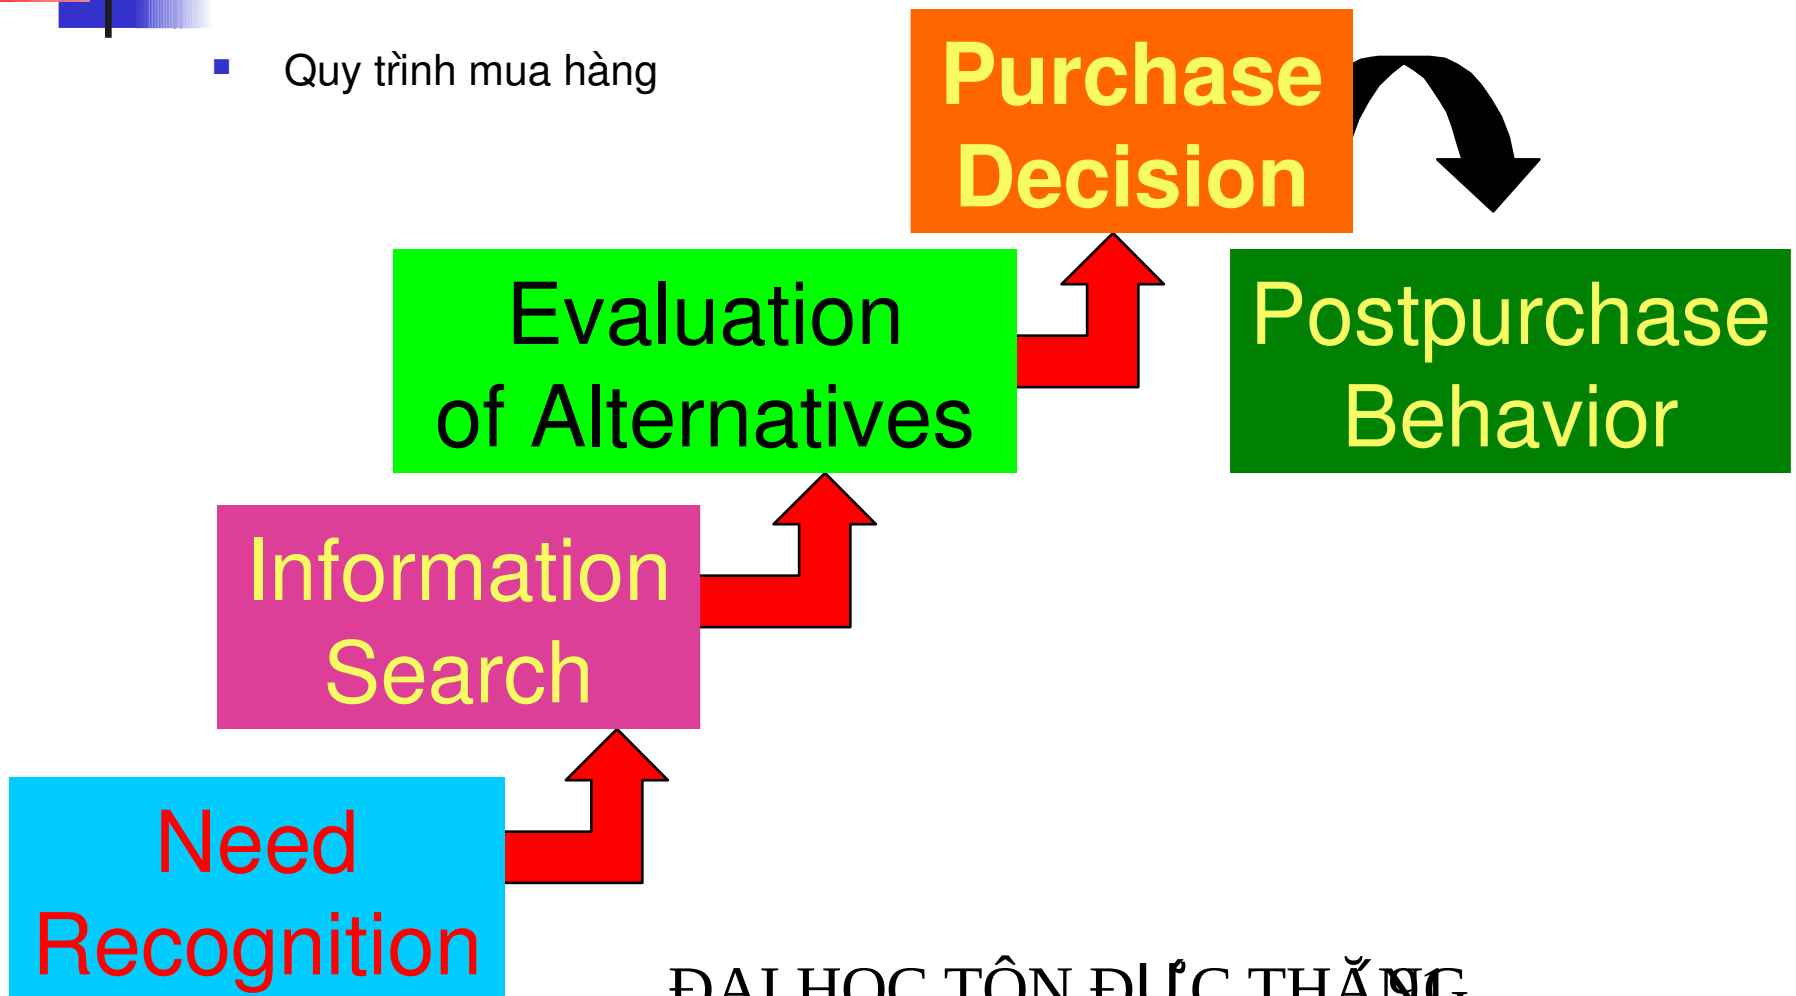 Quy trình mua hàng
Purchase
Decision
Evaluation
of Alternatives
Postpurchase
Behavior
Information
Search
Need
Recognition
ĐẠI HỌC TÔN ĐỨC THẮNG